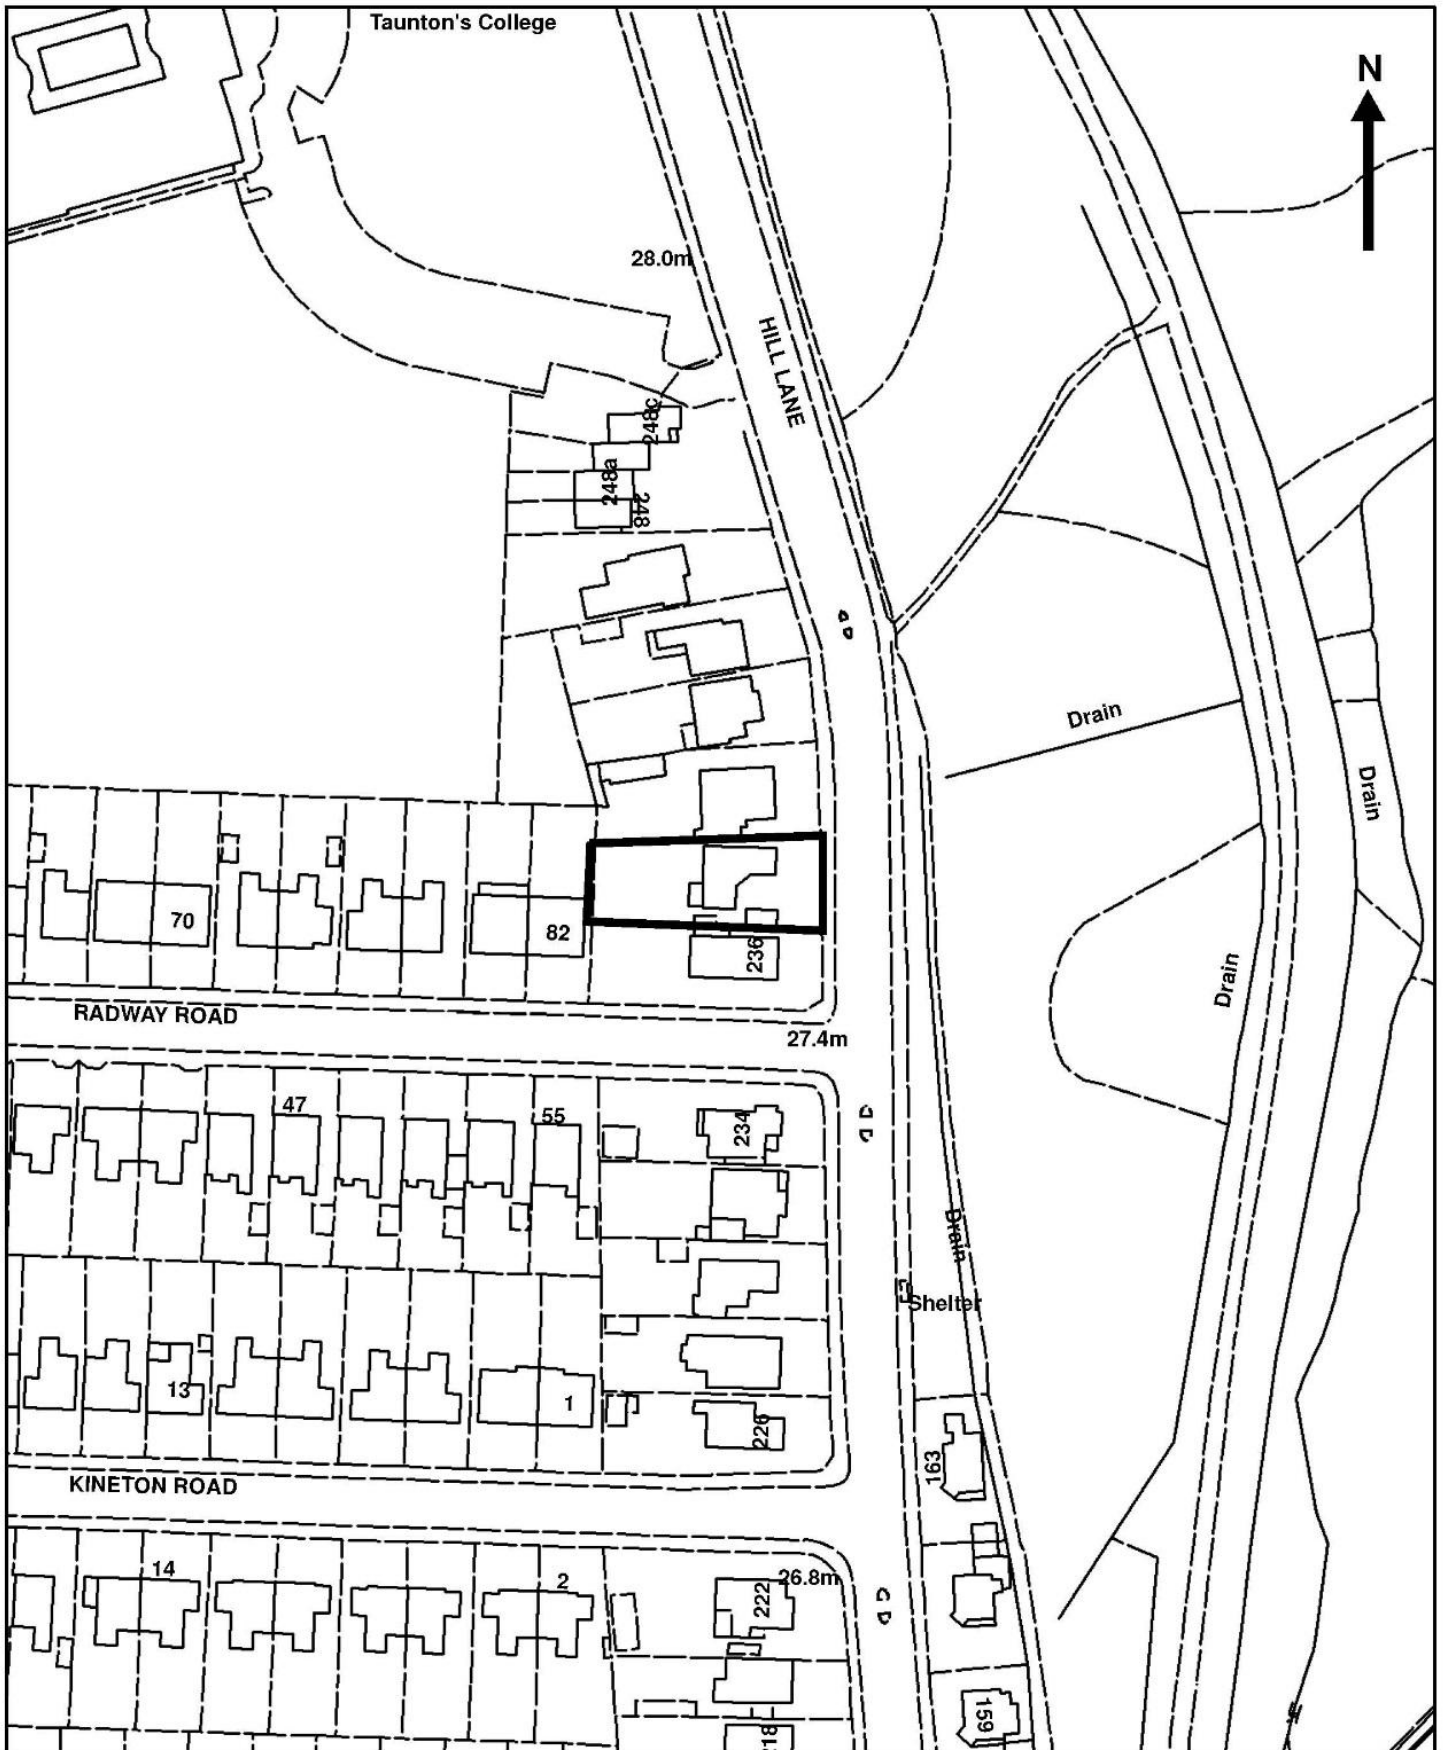 Taunton's College
N
28.0m
HILL LANE
248c
248a
248
Drain
Drain
70
82
236
Drain
RADWAY ROAD
27.4m
47
55
234
Drain
Shelter
13
1
226
163
KINETON ROAD
14
2
222
26.8m
159
218